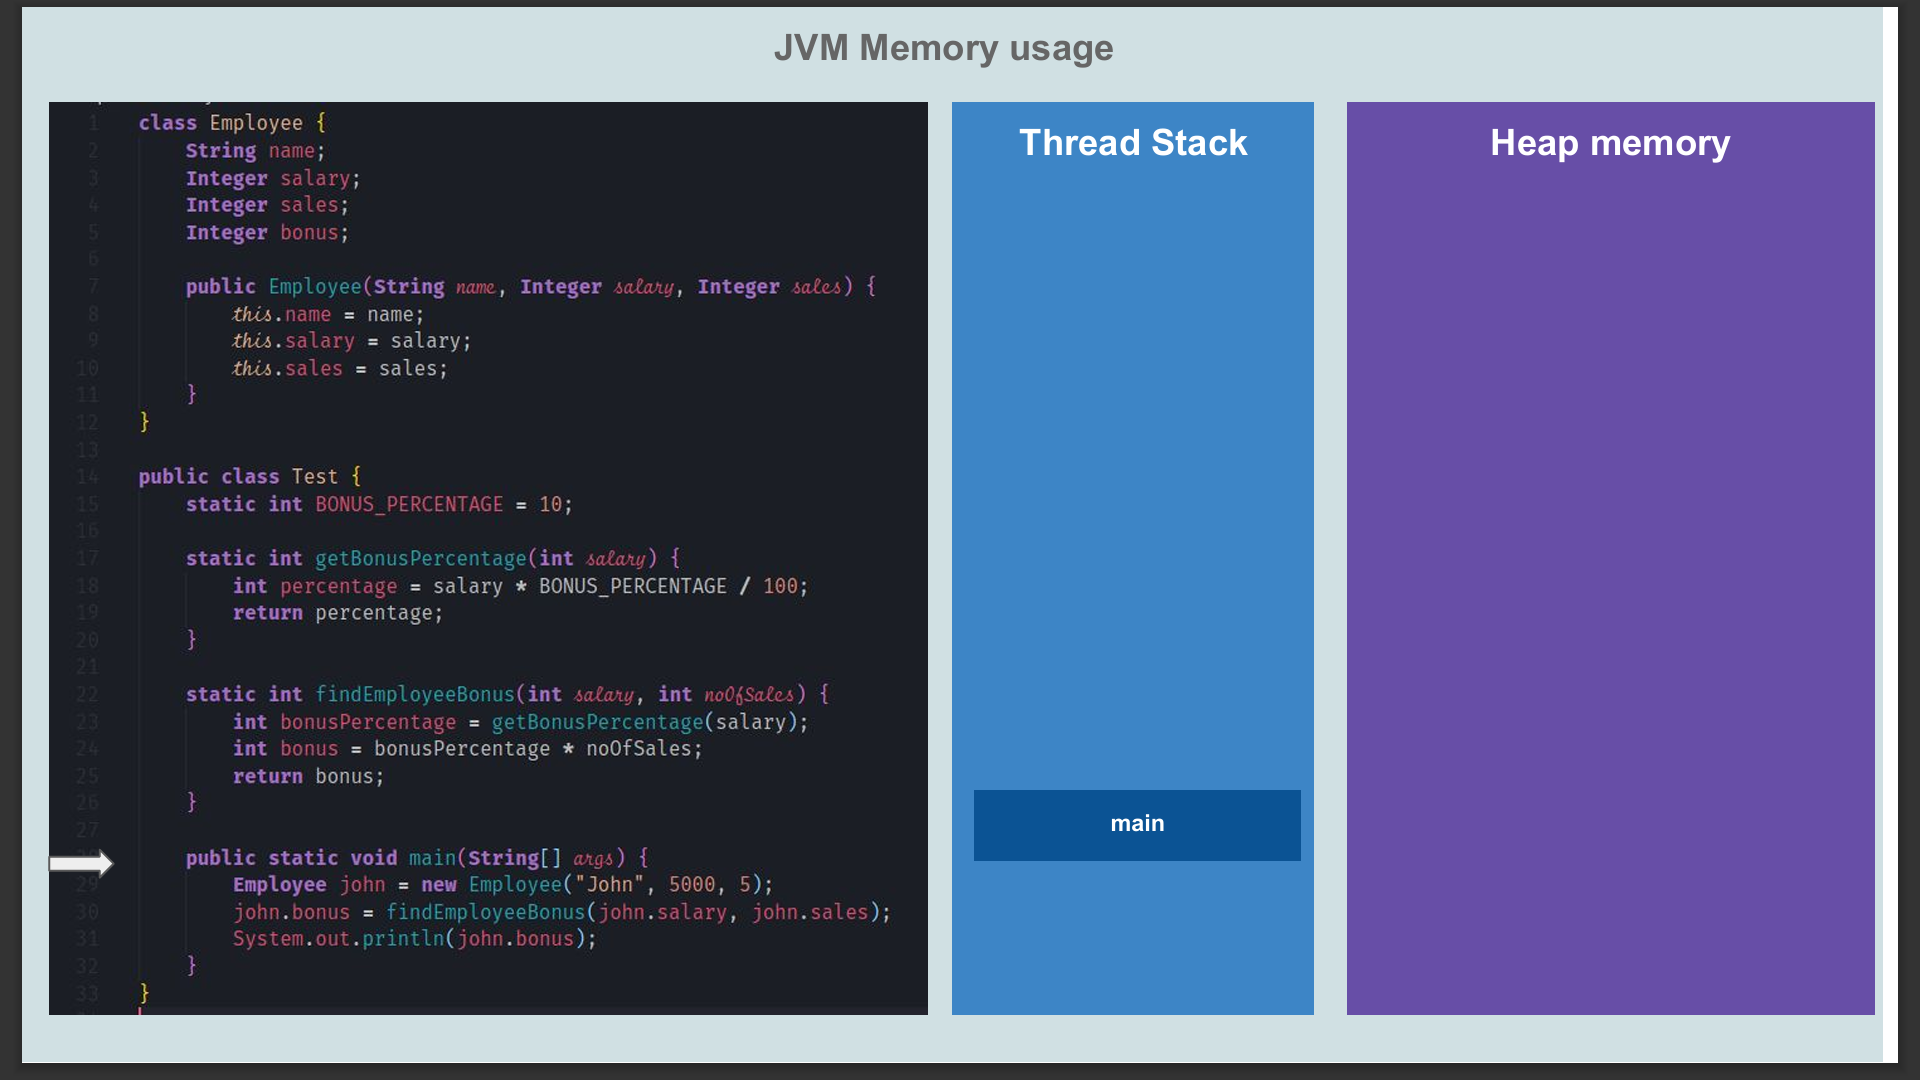 JVM Memory usage
1 class Employee {
2 String name;
3 Integer salary;
4 Integer sales;
5 Integer bonus;
6
7 public Employee(String name, Integer salary, Integer sales) {
8 this.name = name;
9 this.salary = salary;
10 this.sales = sales;
11 }
12 }
13
14 public class Test {
15 static int BONUS_PERCENTAGE = 10;
16
17 static int getBonusPercentage(int salary) {
18 int percentage = salary * BONUS_PERCENTAGE / 100;
19 return percentage;
20 }
21
22 static int findEmployeeBonus(int salary, int noOfSales) {
23 int bonusPercentage = getBonusPercentage(salary);
24 int bonus = bonusPercentage * noOfSales;
25 return bonus;
26 }
27
public static void main(String[] args) {
29 Employee john = new Employee("John", 5000, 5);
30 john.bonus = findEmployeeBonus(john.salary, john.sales);
31 System.out.println(john.bonus);
32 }
33 }
Thread Stack
main
Heap memory